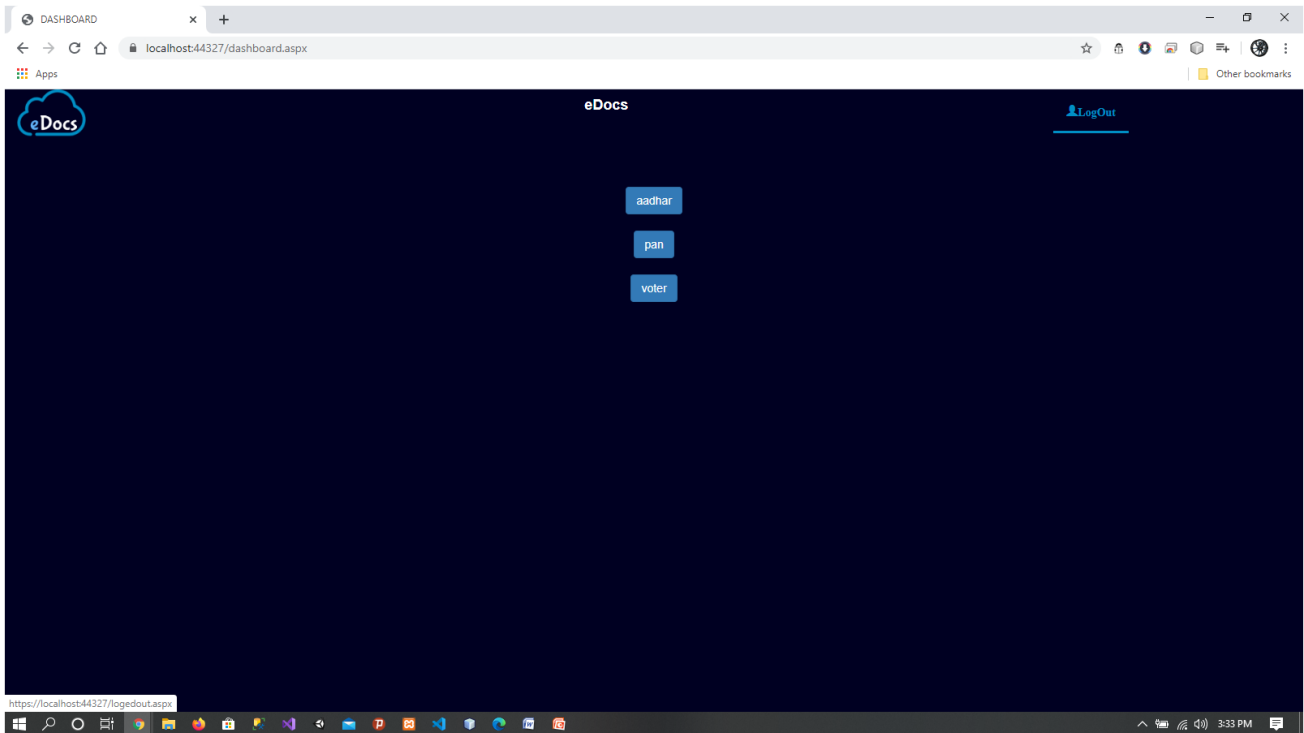 DASHBOARD
localhost:44327/dashboard.aspx
Apps
Other bookmarks
eDocs
eDocs
LogOut
aadhar
pan
voter
https://localhost:44327/logedout.aspx
3:33 PM